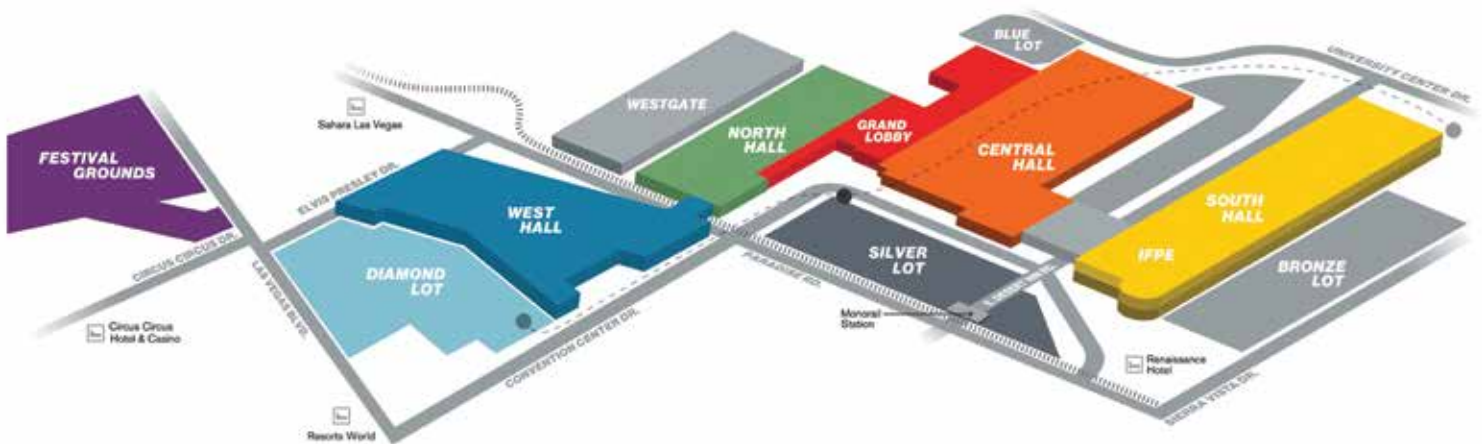 BLUE
LOT
UNIVERSITY CENTER DR.
WESTGATE
Sahara Las Vegas
NORTH
HALL
GRAND
LOBBY
CENTRAL
HALL
FESTIVAL
GROUNDS
ELVIS PRESLEY DR.
WEST
HALL
SOUTH
HALL
IFPE
CIRCUS CIRCUS DR.
LAS VEGAS BLVD.
DIAMOND
LOT
SILVER
LOT
PARADISE RD.
BRONZE
LOT
Monorail
Station
Circus Circus
Hotel & Casino
CONVENTION CENTER DR.
Renaissance
Hotel
SIERRA VISTA DR.
Resorts World